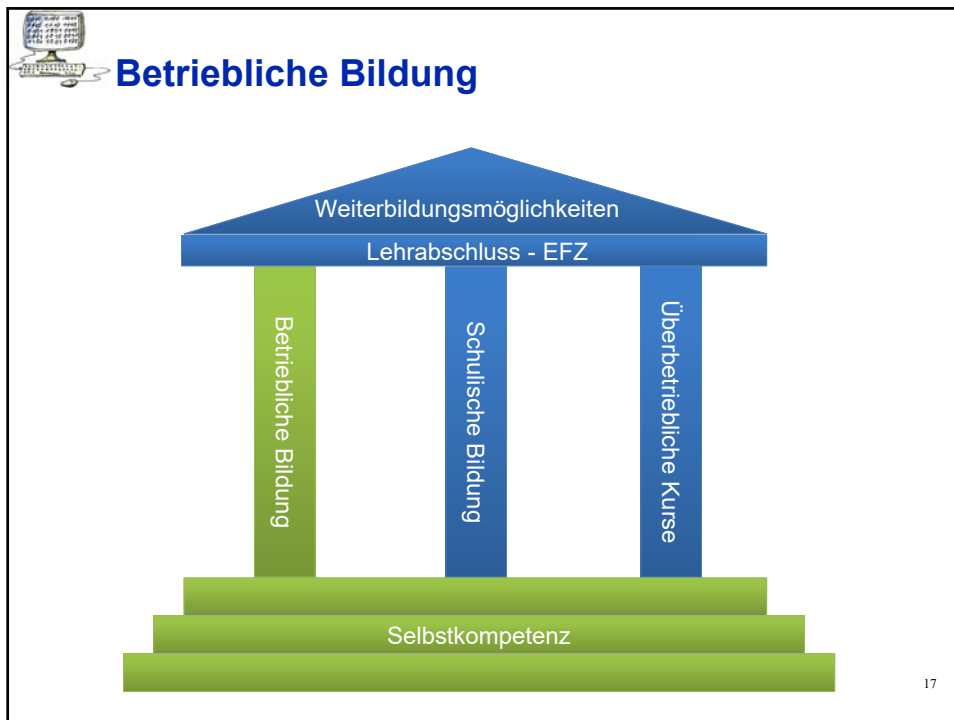 Betriebliche Bildung
Weiterbildungsmöglichkeiten
Lehrabschluss - EFZ
Betriebliche Bildung
Schulische Bildung
Überbetriebliche Kurse
Selbstkompetenz
17